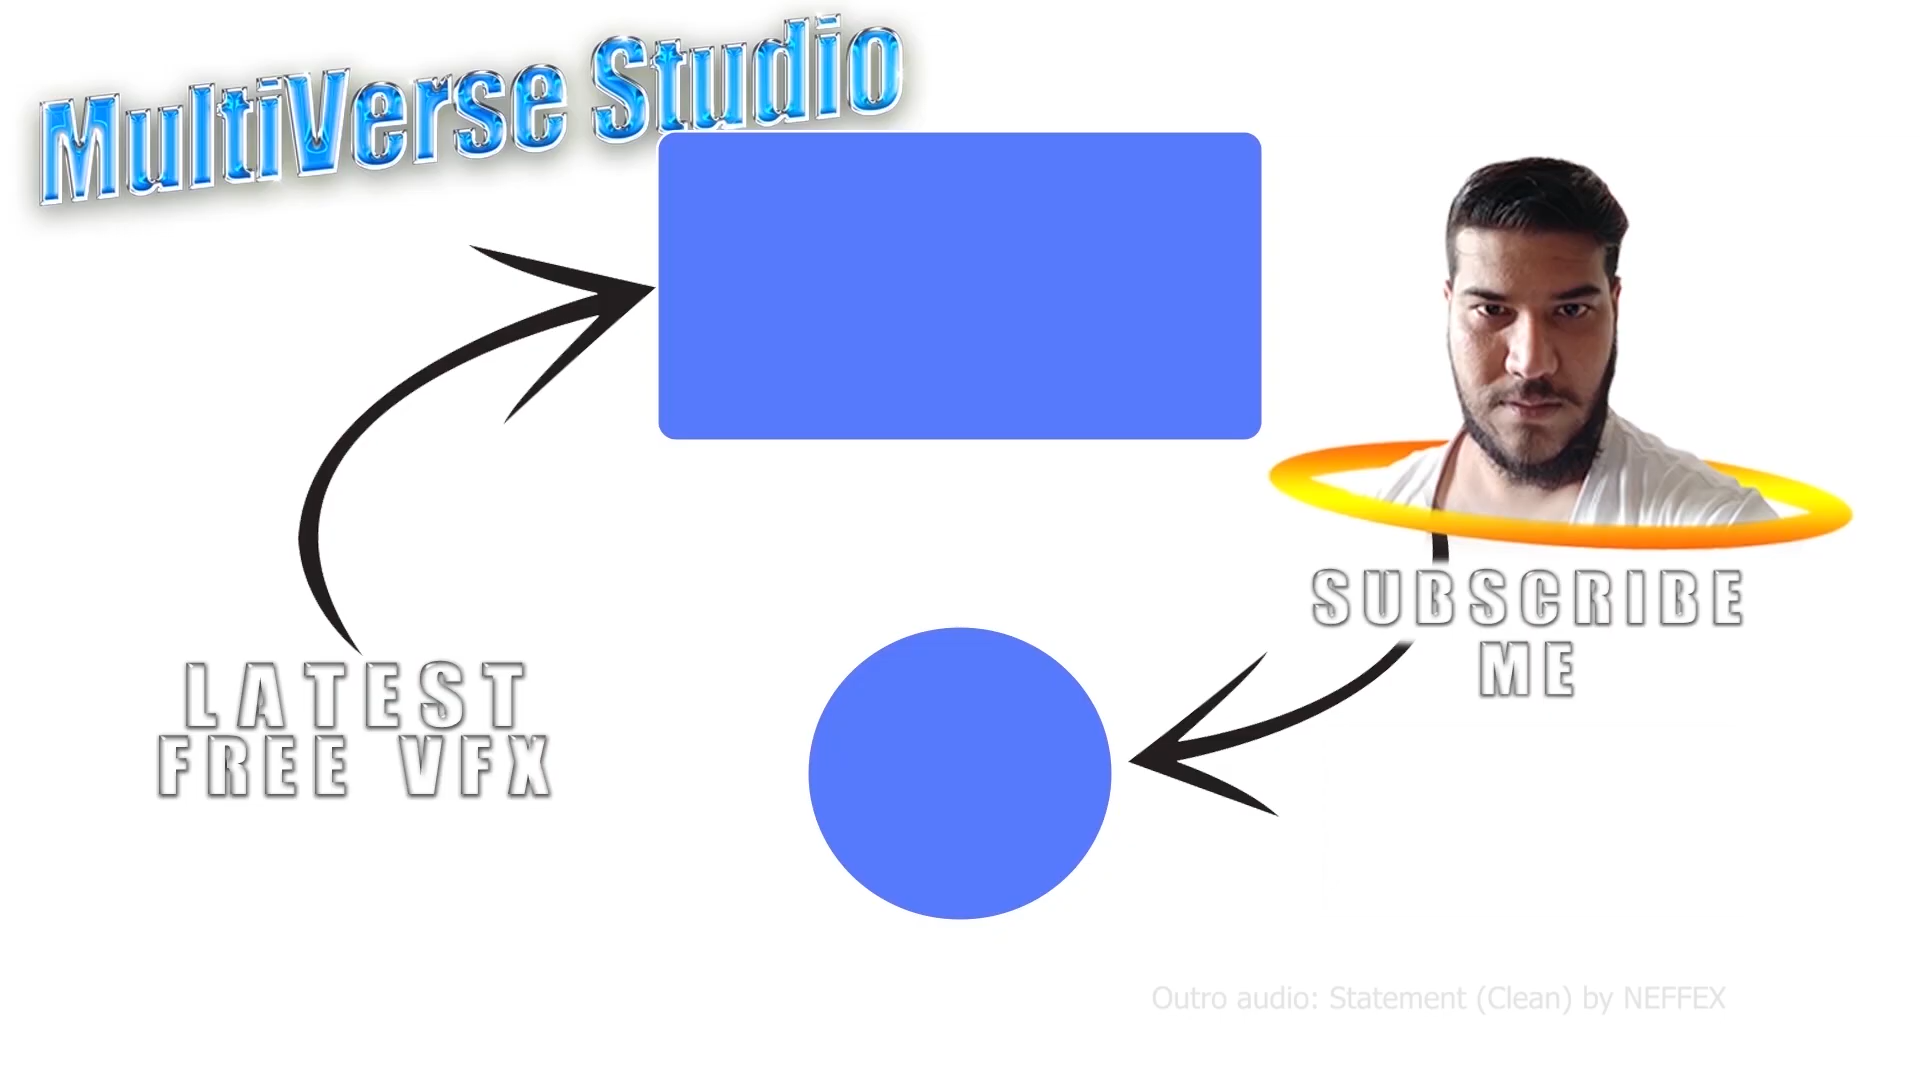 MultiVerse Studio
SUBSCRIBE
ME
LATEST
FREE VFX
Outro audio: Statement (Clean) by NEFFEX